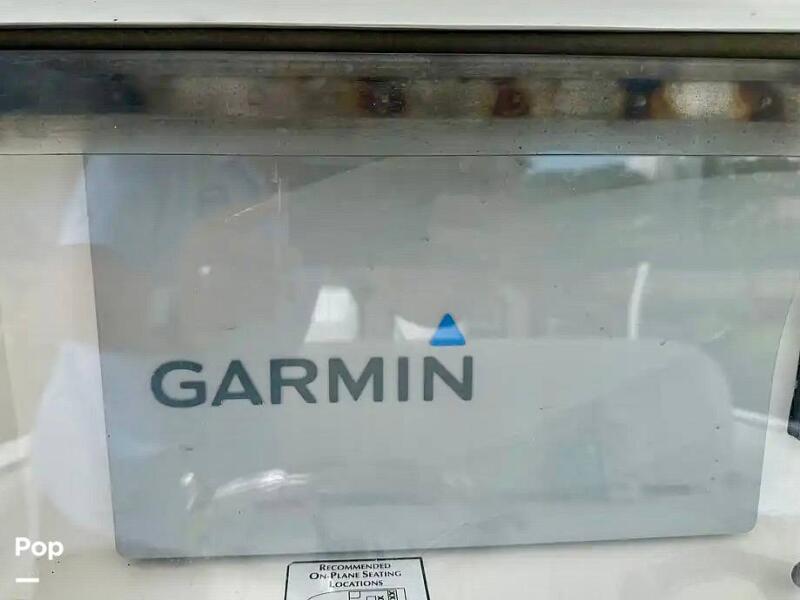 GARMIN
Pop
RECOMMENDED
ON-PLANE SEATING
LOCATIONS